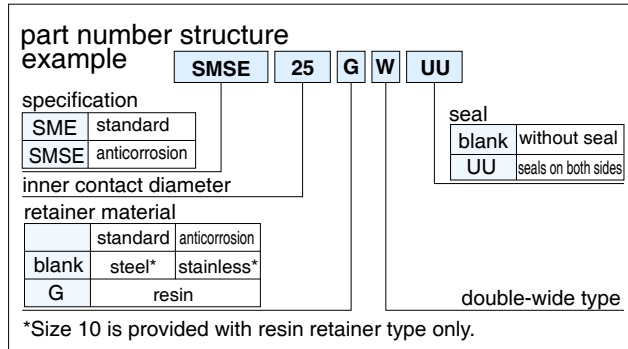 part number structure
example SMSE 25 G W UU
specification
SME standard
SMSE anticorrosion
seal
blank without seal
UU seals on both sides
inner contact diameter
retainer material
standard anticorrosion
blank steel* stainless*
G resin
double-wide type
*Size 10 is provided with resin retainer type only.